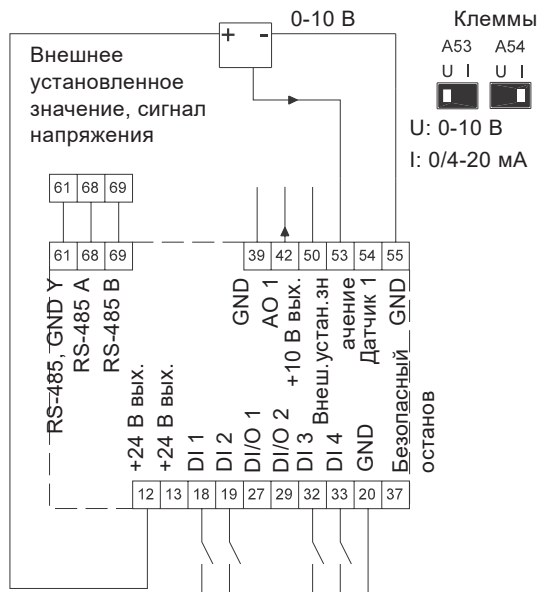 + -
0-10 В
Внешнее
установленное
значение, сигнал
напряжения
Клеммы
A53 A54
U I U I
U: 0-10 В
I: 0/4-20 мА
61 68 69
61 68 69
39 42 50 53 54 55
RS-485, GND Y
RS-485 A
RS-485 B
GND
AO 1
+10 В вых.
Внеш.устан.зн
ачение
Датчик 1
GND
+24 В вых.
+24 В вых.
DI 1
DI 2
DI/O 1
DI/O 2
DI 3
DI 4
GND
Безопасный
останов
12 13 18 19 27 29 32 33 20 37